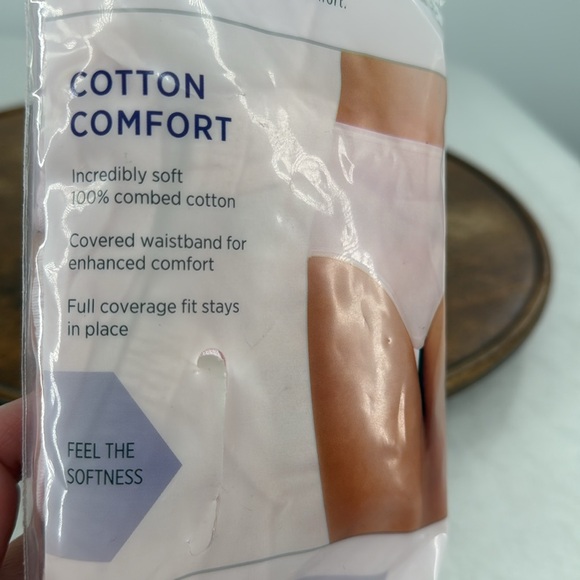 COTTON
COMFORT
Incredibly soft
100% combed cotton
Covered waistband for
enhanced comfort
Full coverage fit stays
in place
FEEL THE
SOFTNESS